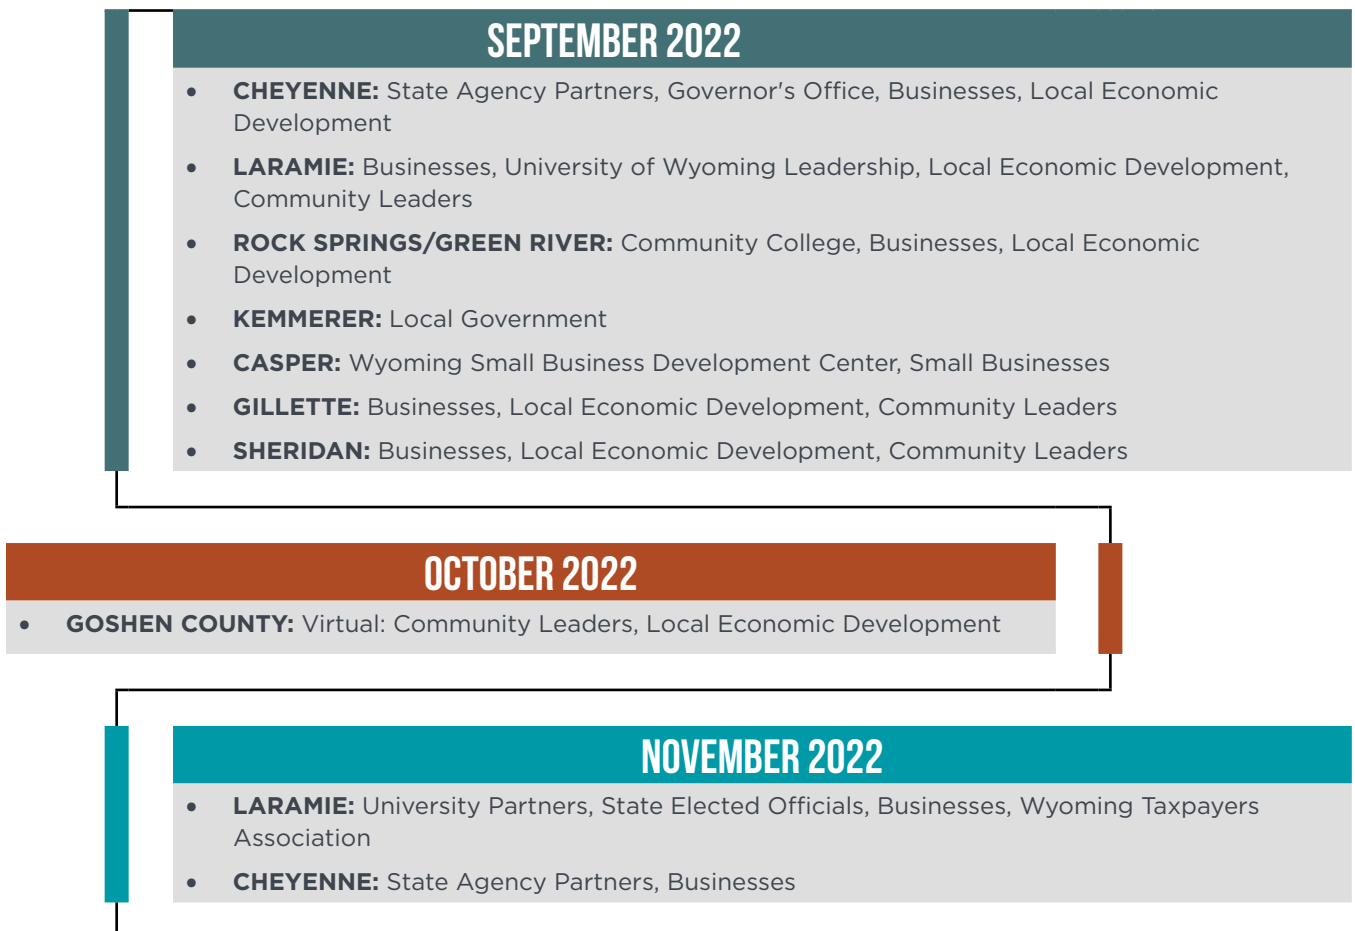 SEPTEMBER 2022
• CHEYENNE: State Agency Partners, Governor's Office, Businesses, Local Economic
Development
• LARAMIE: Businesses, University of Wyoming Leadership, Local Economic Development,
Community Leaders
• ROCK SPRINGS/GREEN RIVER: Community College, Businesses, Local Economic
Development
• KEMMERER: Local Government
• CASPER: Wyoming Small Business Development Center, Small Businesses
• GILLETTE: Businesses, Local Economic Development, Community Leaders
• SHERIDAN: Businesses, Local Economic Development, Community Leaders
OCTOBER 2022
• GOSHEN COUNTY: Virtual: Community Leaders, Local Economic Development
NOVEMBER 2022
• LARAMIE: University Partners, State Elected Officials, Businesses, Wyoming Taxpayers
Association
• CHEYENNE: State Agency Partners, Businesses